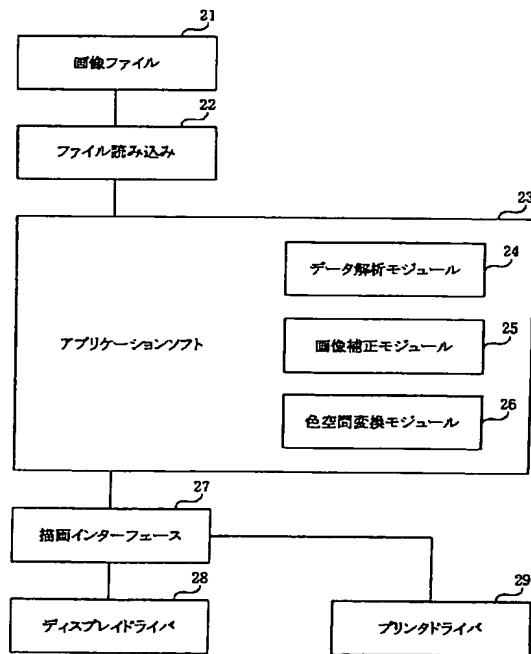 21
画像ファイル
22
ファイル読み込み
23
24
データ解析モジュール
アプリケーションソフト
25
画像補正モジュール
26
色空間変換モジュール
27
描画インターフェース
28
ディスプレイドライバ
29
プリンタドライバ